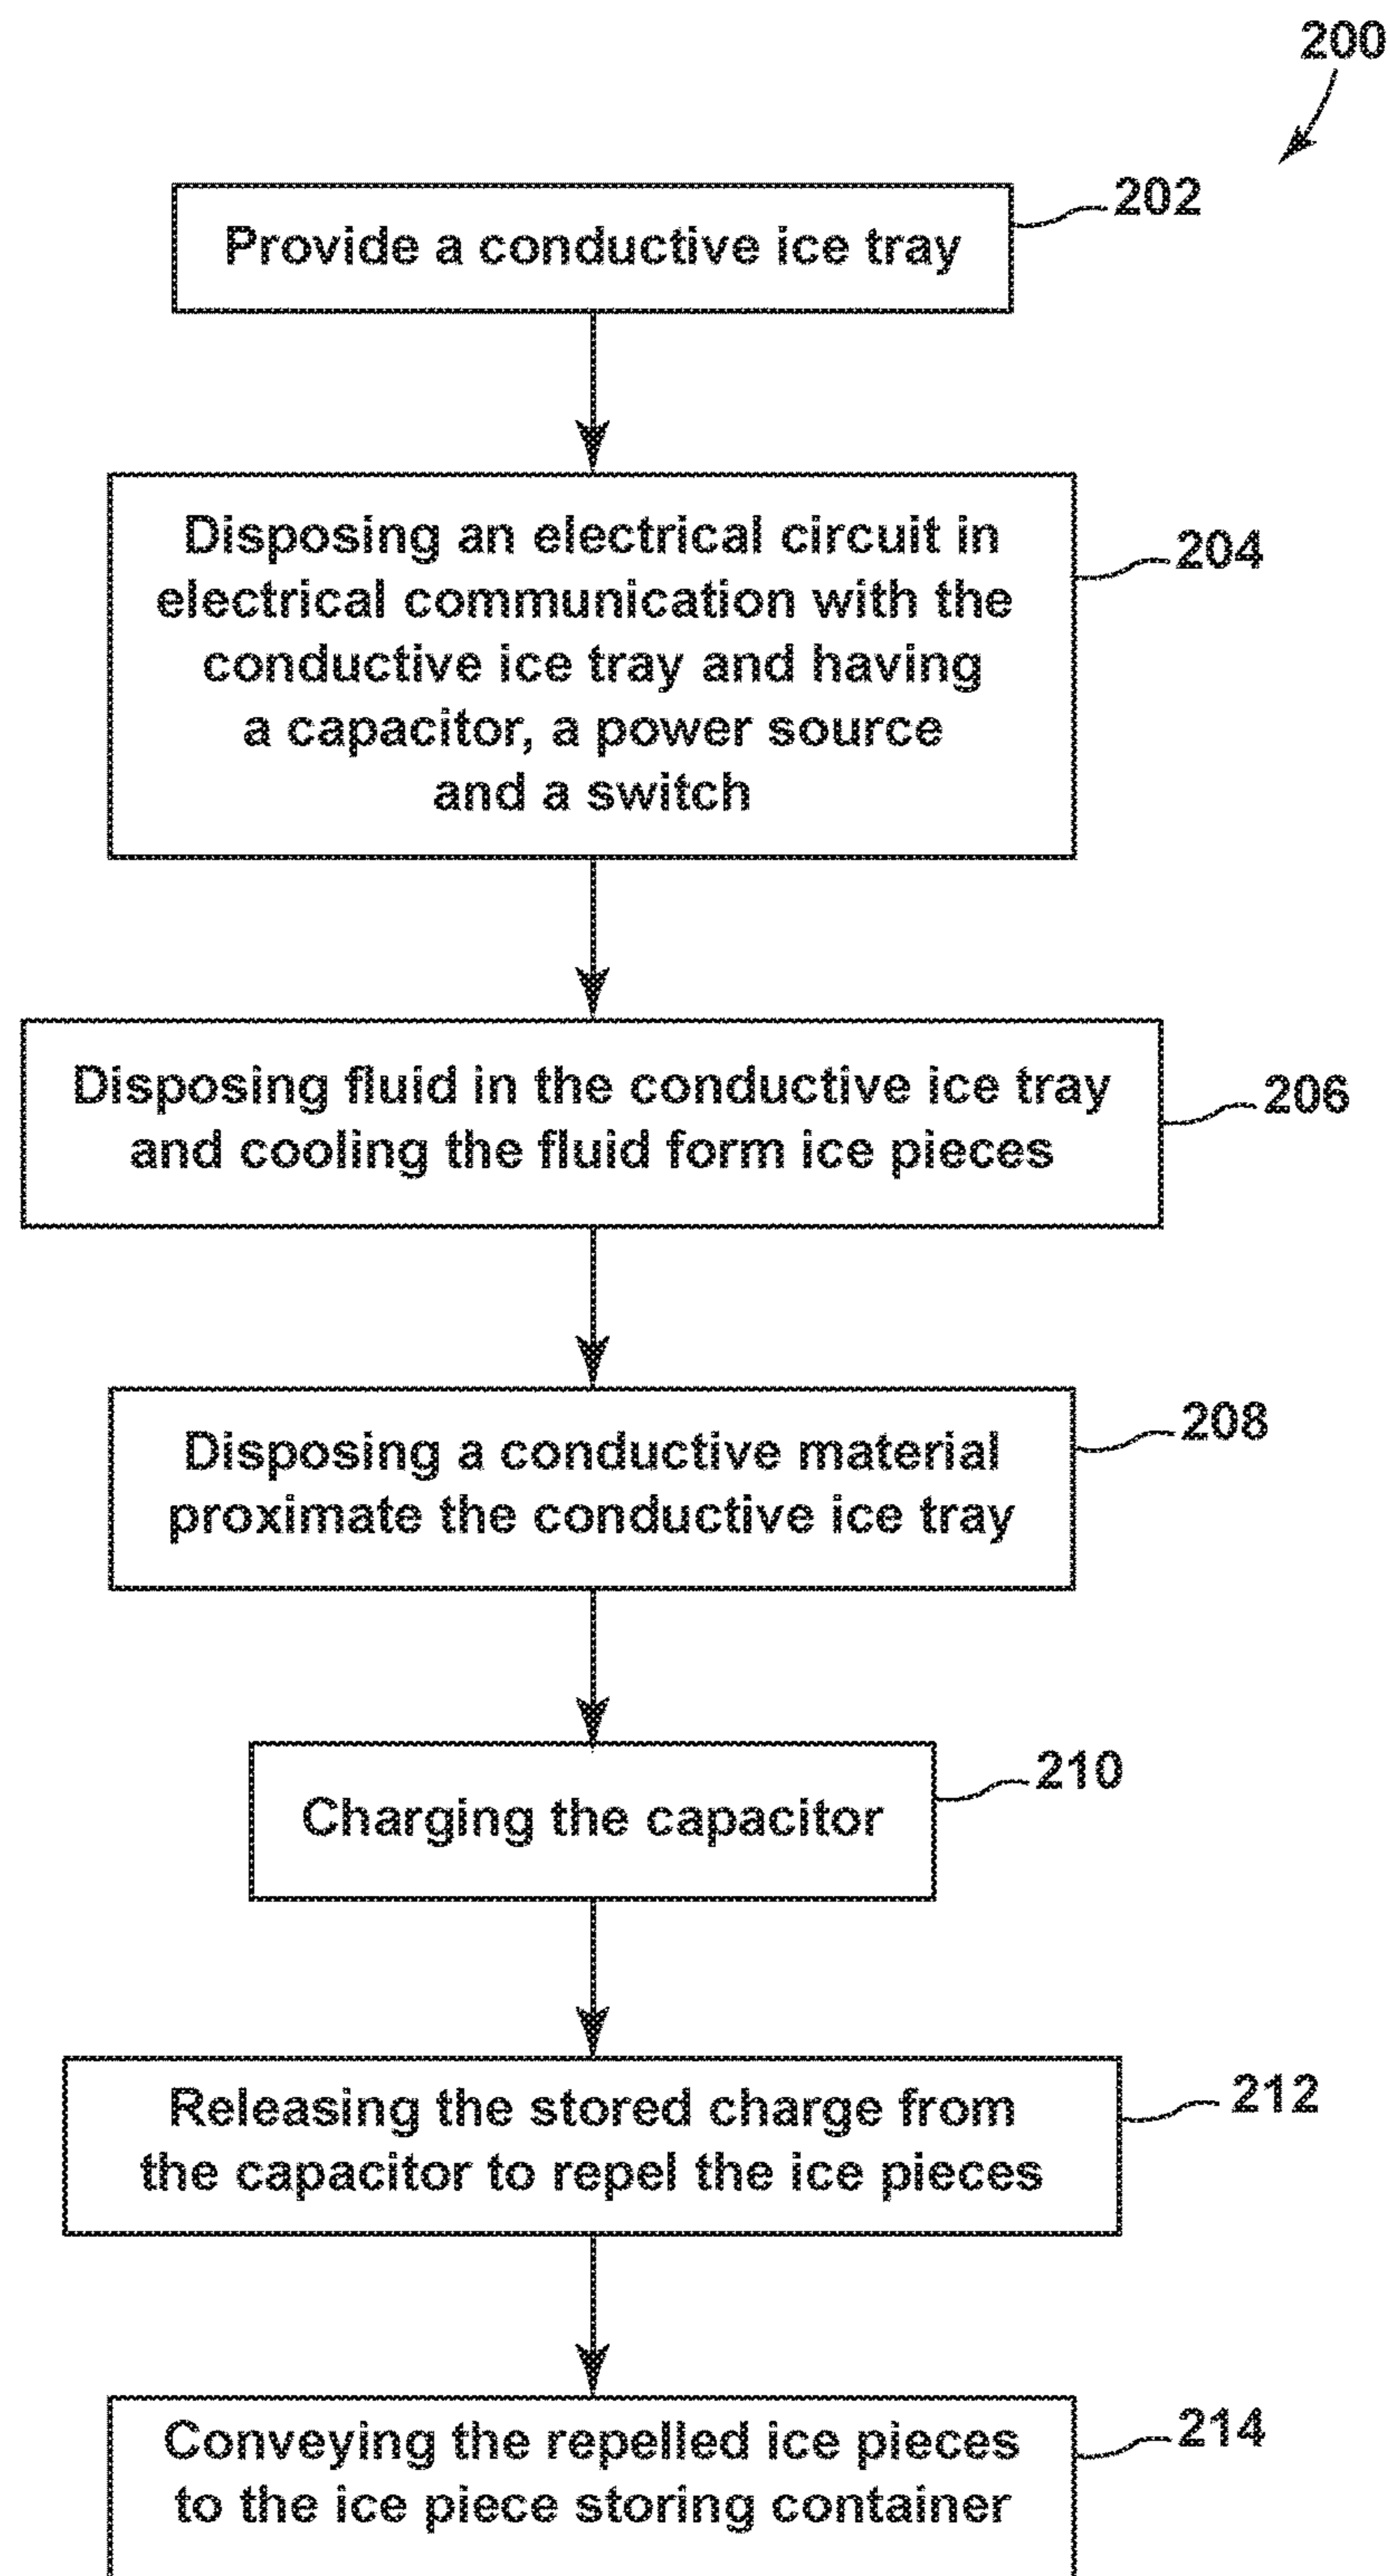 200
Provide a conductive ice tray
202
Disposing an electrical circuit in
electrical communication with the
conductive ice tray and having
a capacitor, a power source
and a switch
204
Disposing fluid in the conductive ice tray
and cooling the fluid form ice pieces
206
Disposing a conductive material
proximate the conductive ice tray
208
Charging the capacitor
210
Releasing the stored charge from
the capacitor to repel the ice pieces
212
Conveying the repelled ice pieces
to the ice piece storing container
214